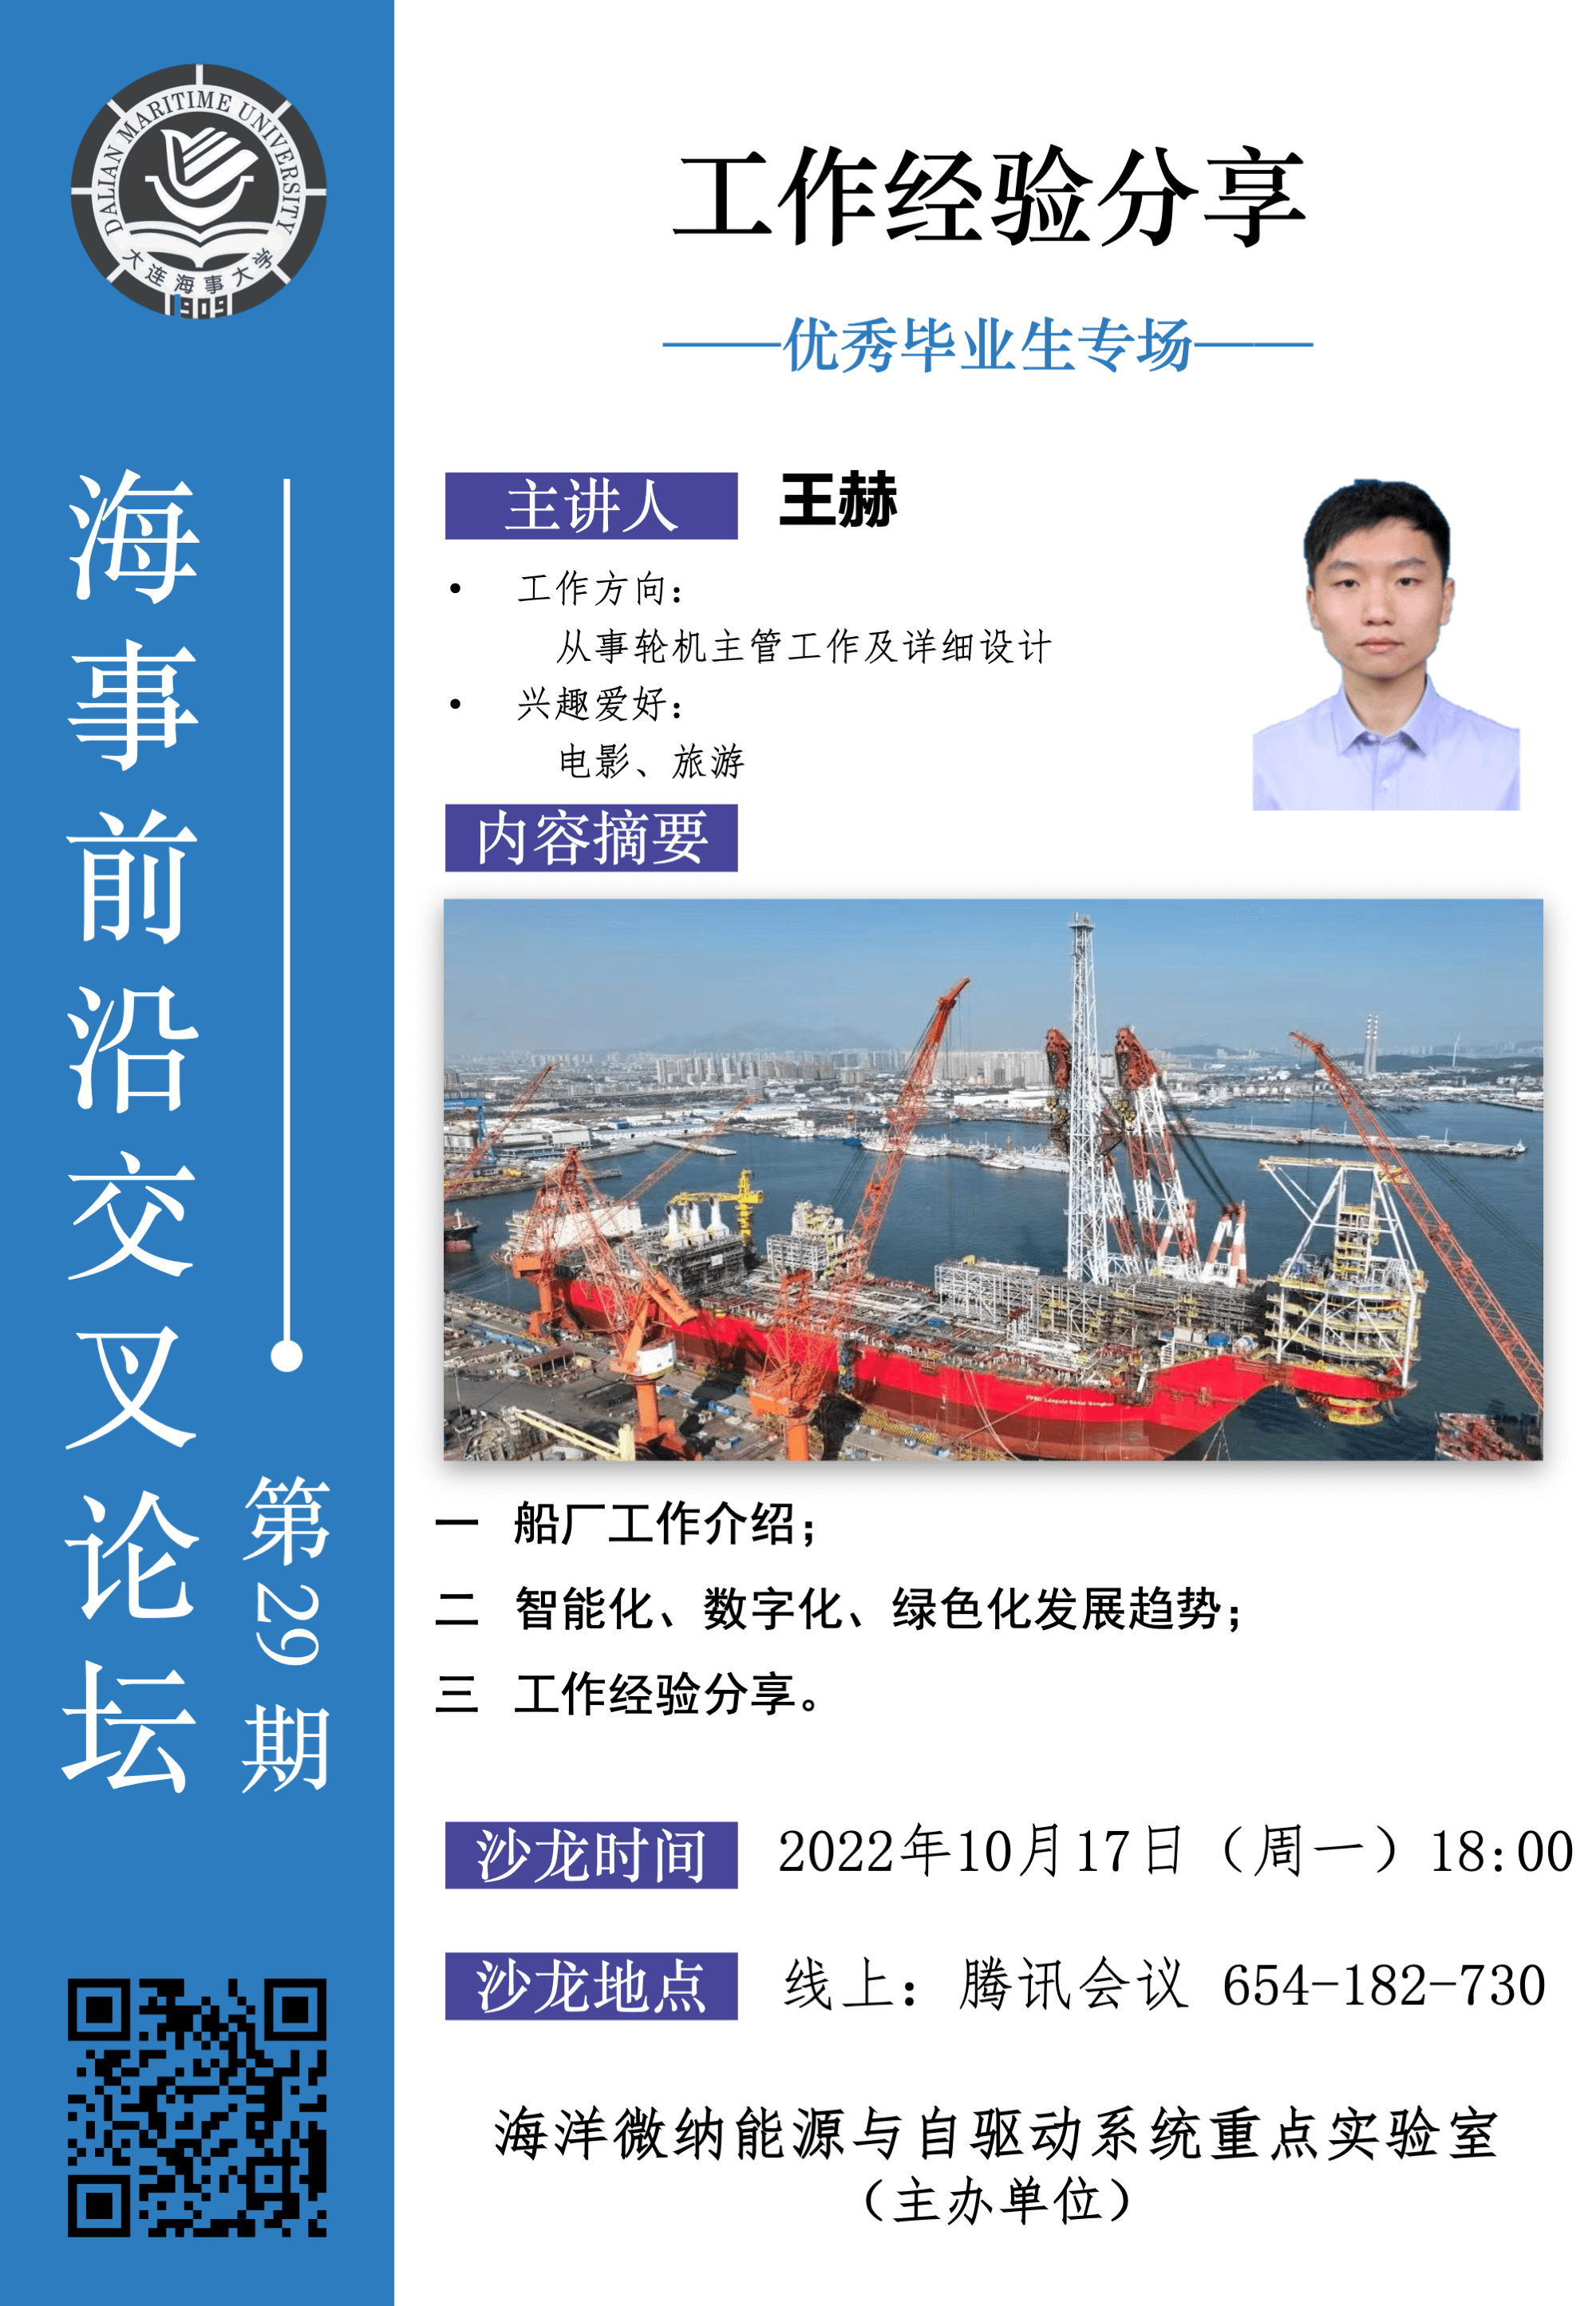 DALIAN MARITIME UNIVERSITY
大连海事大学
1909
海事前沿交叉论坛
第29期
工作经验分享
——优秀毕业生专场——
主讲人 王赫
• 工作方向：
从事轮机主管工作及详细设计
• 兴趣爱好：
电影、旅游
内容摘要
一 船厂工作介绍；
二 智能化、数字化、绿色化发展趋势；
三 工作经验分享。
沙龙时间 2022年10月17日（周一）18:00
沙龙地点 线上：腾讯会议 654-182-730
海洋微纳能源与自驱动系统重点实验室
（主办单位）